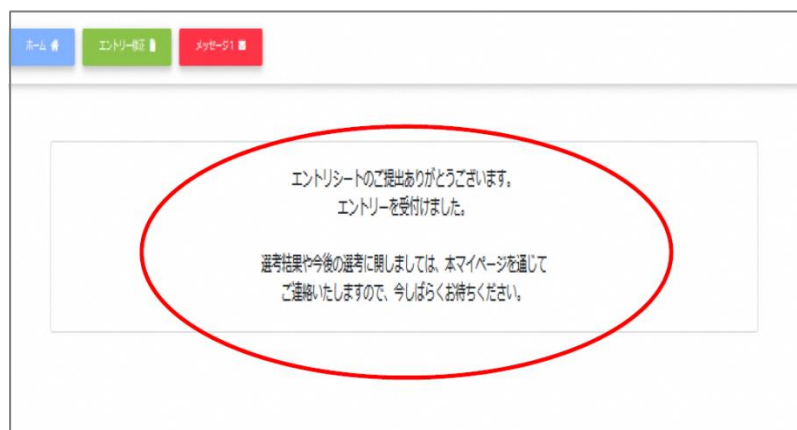 ホーム
エントリー修正
メッセージ1
エントリシートのご提出ありがとうございます。
エントリーを受付けました。
選考結果や今後の選考に関しましては、本マイページを通じて
ご連絡いたしますので、今しばらくお待ちください。